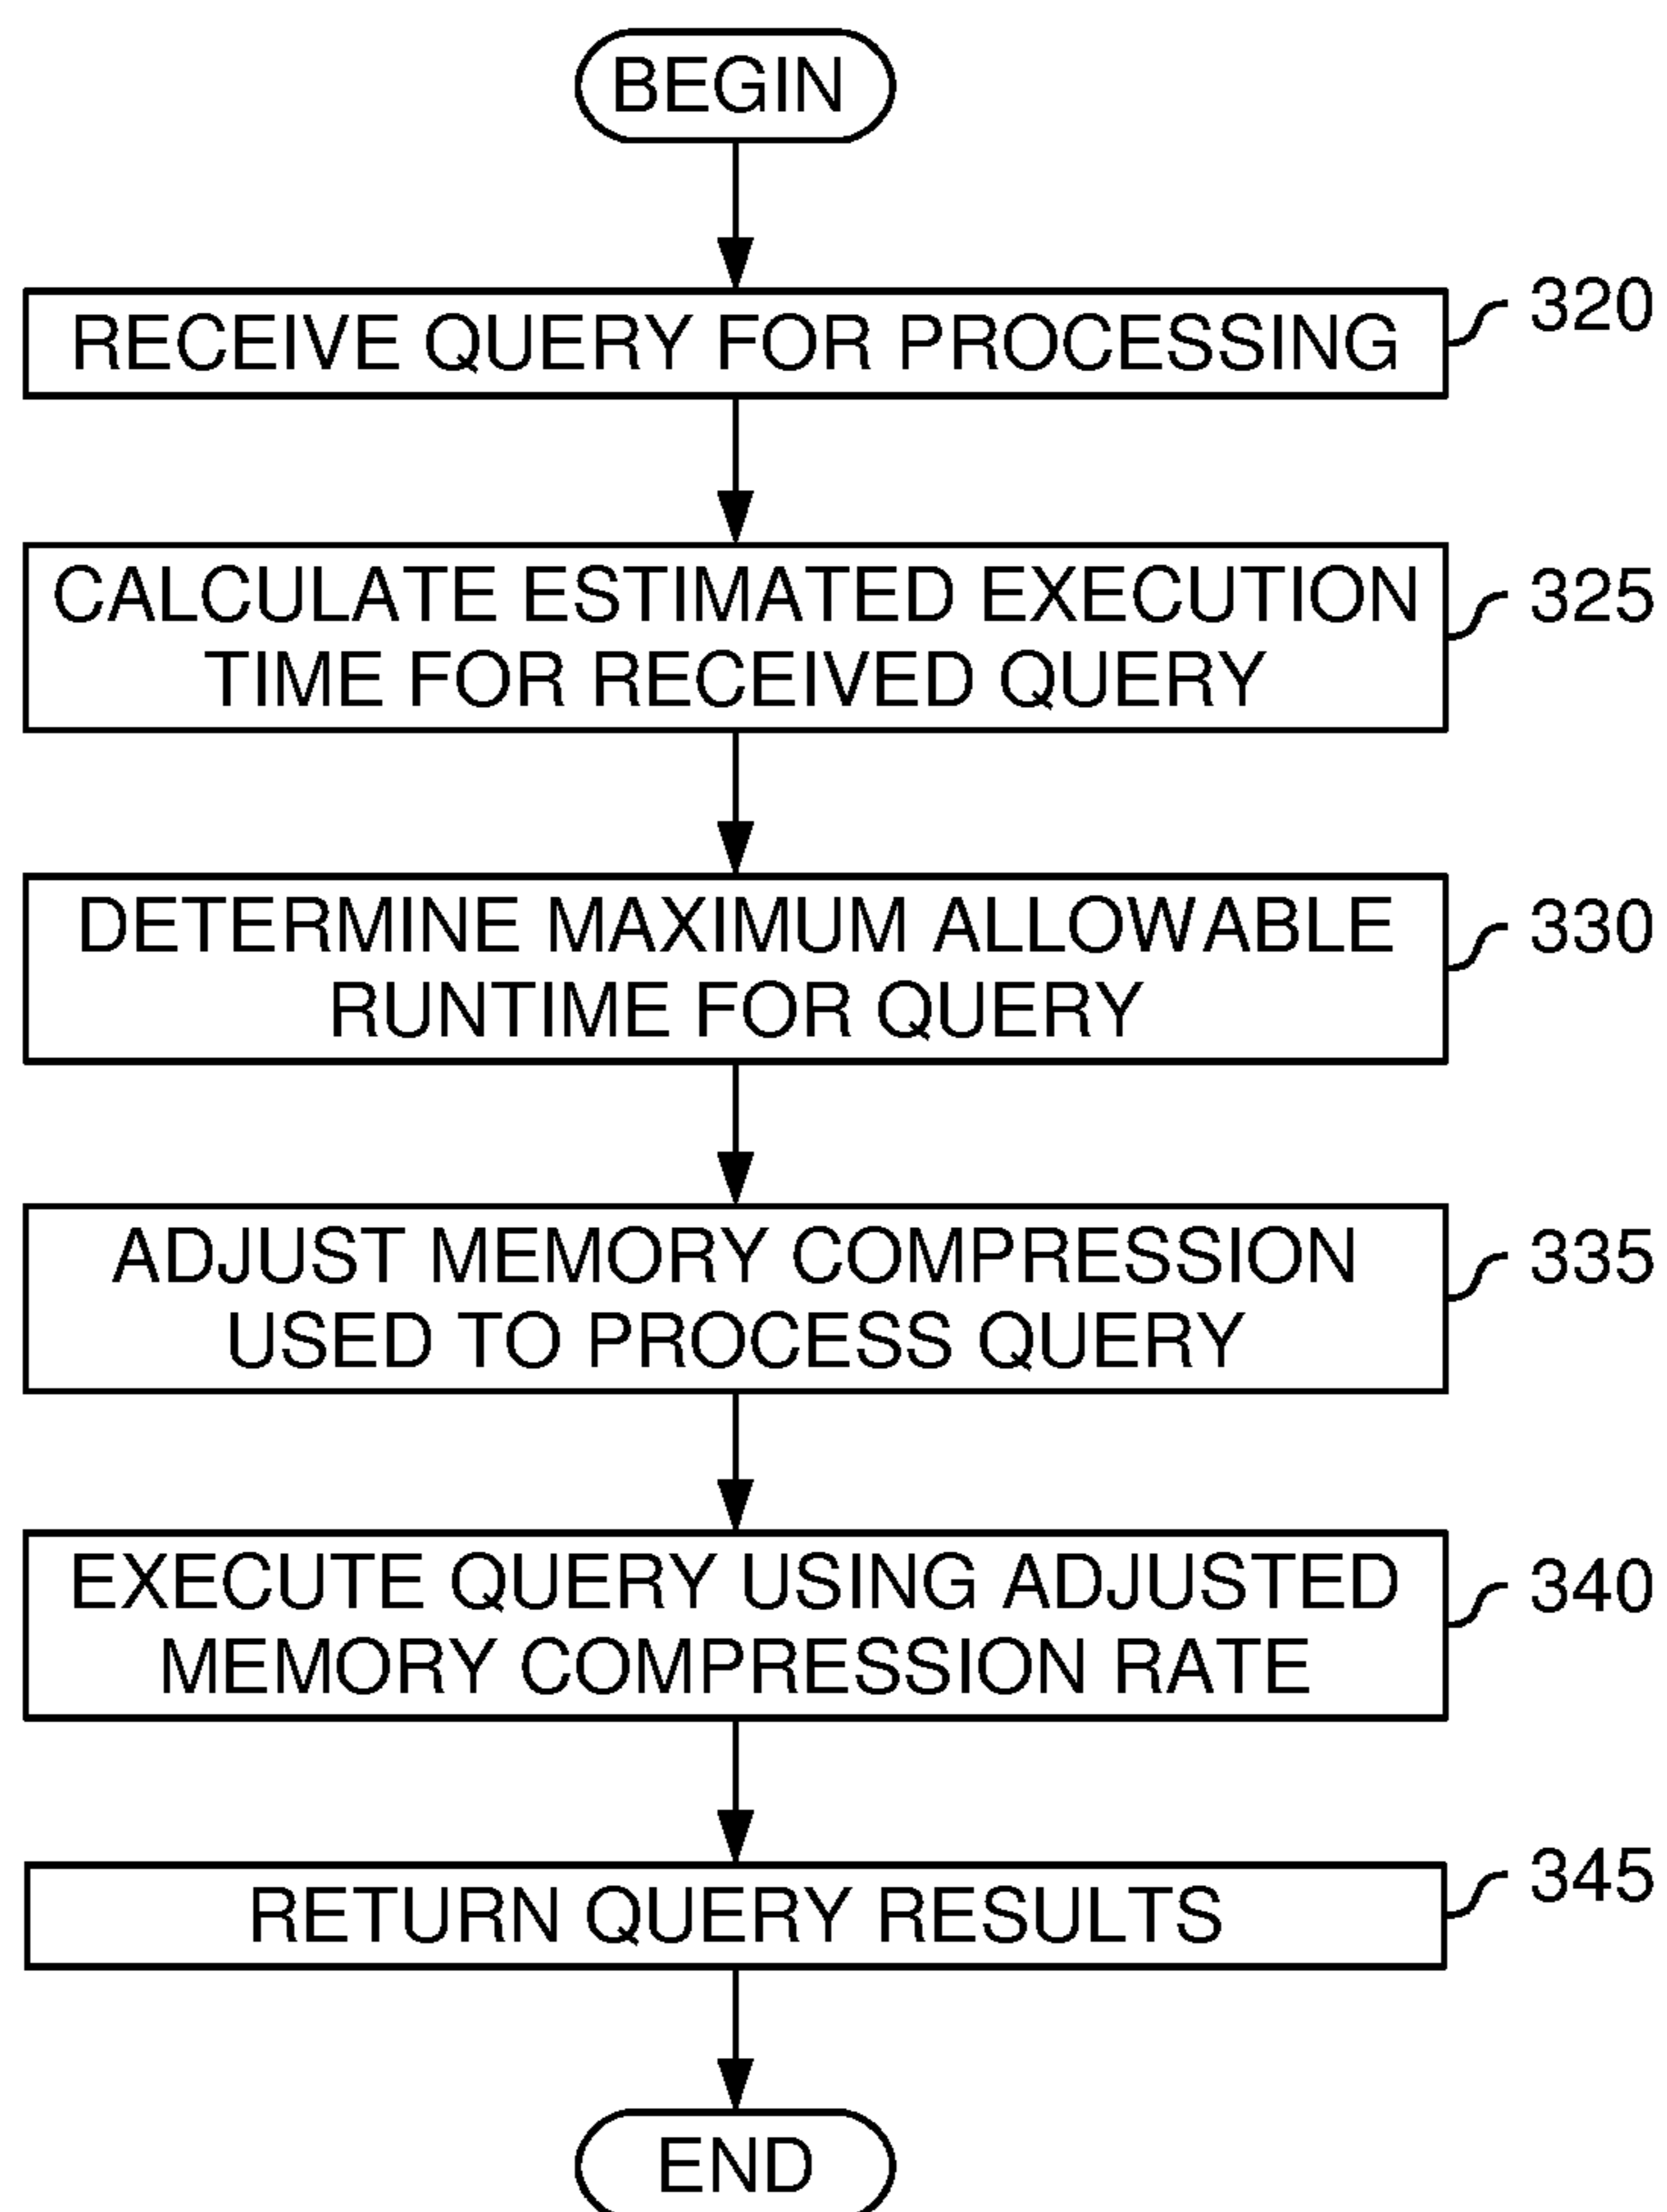 BEGIN
RECEIVE QUERY FOR PROCESSING
320
CALCULATE ESTIMATED EXECUTION
TIME FOR RECEIVED QUERY
325
DETERMINE MAXIMUM ALLOWABLE
RUNTIME FOR QUERY
330
ADJUST MEMORY COMPRESSION
USED TO PROCESS QUERY
335
EXECUTE QUERY USING ADJUSTED
MEMORY COMPRESSION RATE
340
RETURN QUERY RESULTS
345
END